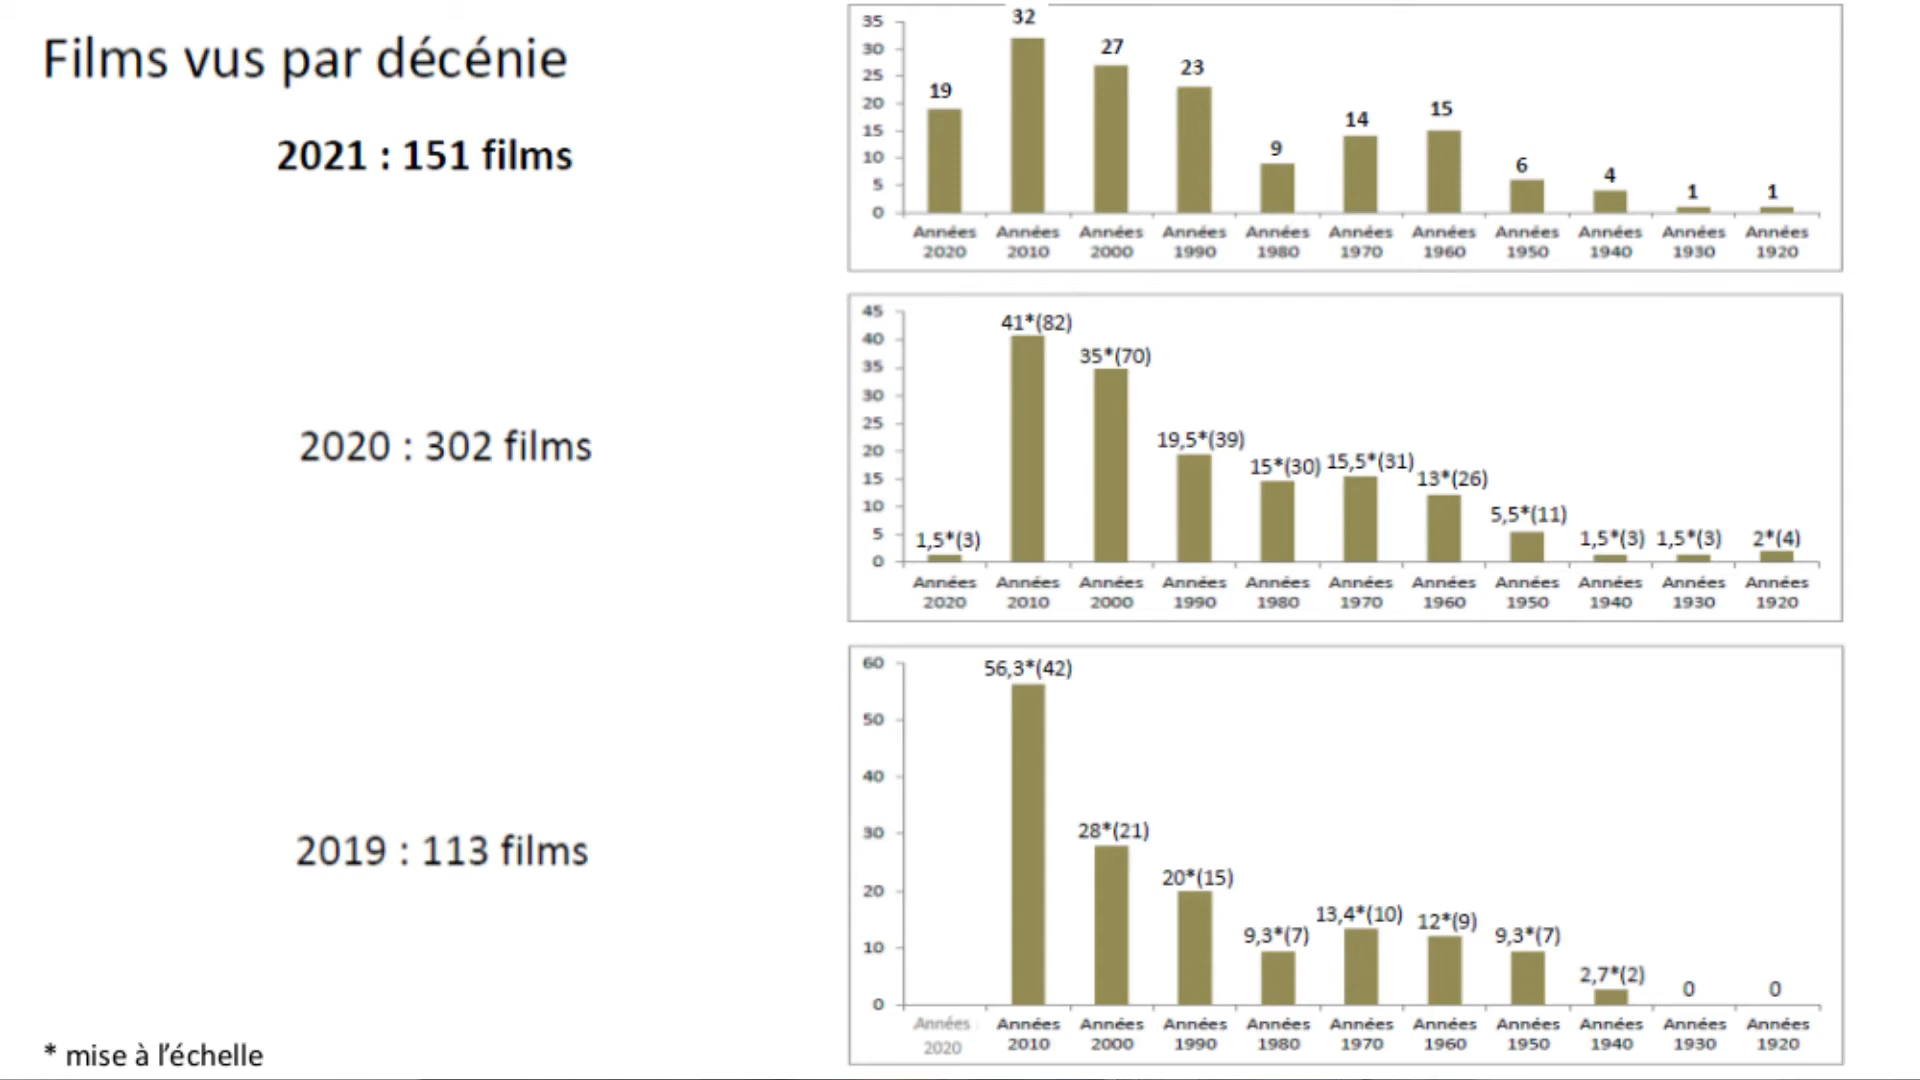 Films vus par décénie
2021 : 151 films
35
30
25
20
15
10
5
0
19 32 27 23 9 14 15 6 4 1 1
Années Années Années Années Années Années Années Années Années Années Années
2020 2010 2000 1990 1980 1970 1960 1950 1940 1930 1920
2020 : 302 films
45
40
35
30
25
20
15
10
5
0
1,5*(3) 41*(82) 35*(70) 19,5*(39) 15*(30) 15,5*(31) 13*(26) 5,5*(11) 1,5*(3) 1,5*(3) 2*(4)
Années Années Années Années Années Années Années Années Années Années Années
2020 2010 2000 1990 1980 1970 1960 1950 1940 1930 1920
2019 : 113 films
60
50
40
30
20
10
0
56,3*(42) 28*(21) 20*(15) 9,3*(7) 13,4*(10) 12*(9) 9,3*(7) 2,7*(2) 0 0
Années Années Années Années Années Années Années Années Années Années Années
2020 2010 2000 1990 1980 1970 1960 1950 1940 1930 1920
* mise à l’échelle